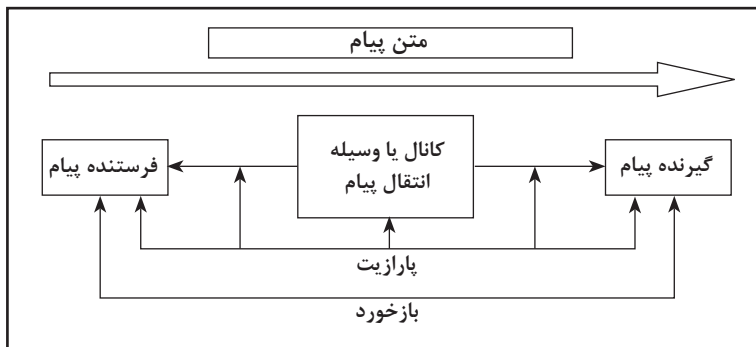 متن پیام
گیرنده پیام
کانال یا وسیله
انتقال پیام
فرستنده پیام
پارازیت
بازخورد